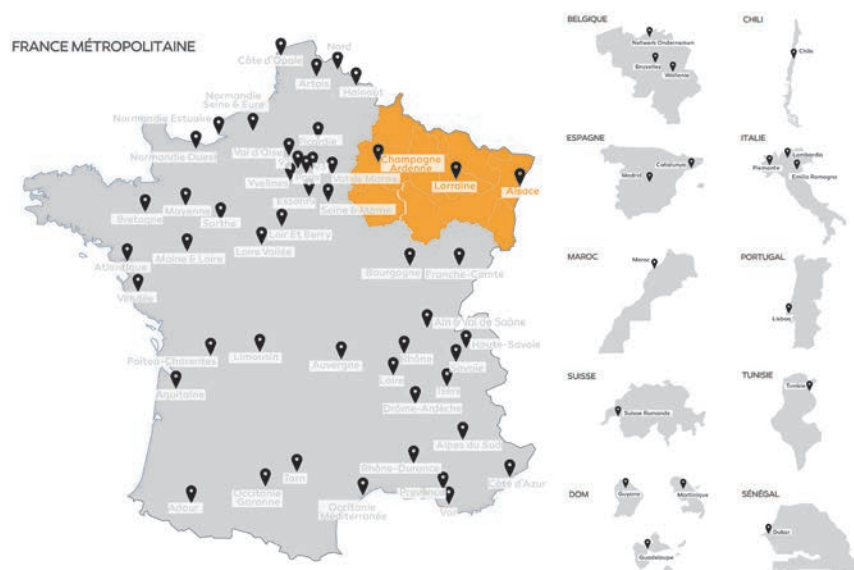 FRANCE MÉTROPOLITAINE
Côte d'Opale
Nord
Artois
Hainaut
Normandie
Seine & Eure
Normandie Estuaire
Normandie Ouest
Picardie
Val d'Oise
Yvelines
Val de Marne
Essonne
Seine & Marne
Champagne
Ardenne
Lorraine
Alsace
Bretagne
Mayenne
Sarthe
Loir Et Berry
Loire Vallée
Maine & Loire
Atlantique
Vendée
Bourgogne
Franche-Comté
Poitou-Charentes
Limousin
Auvergne
Ain & Val de Saône
Haute-Savoie
Rhône
Savoie
Loire
Isère
Drôme-Ardèche
Aquitaine
Alpes du Sud
Rhône-Durance
Côte d'Azur
Provence
Var
Tarn
Occitanie
Garonne
Occitanie
Méditerranée
Adour
BELGIQUE
Netwerk Ondernemen
Bruxelles
Wallonie
CHILI
Chile
ESPAGNE
Catalunya
Madrid
ITALIE
Lombardia
Piemonte
Emilia Romagna
MAROC
Maroc
PORTUGAL
Lisboa
SUISSE
Suisse Romande
TUNISIE
Tunisie
DOM
Guyane
Martinique
Guadeloupe
SÉNÉGAL
Dakar